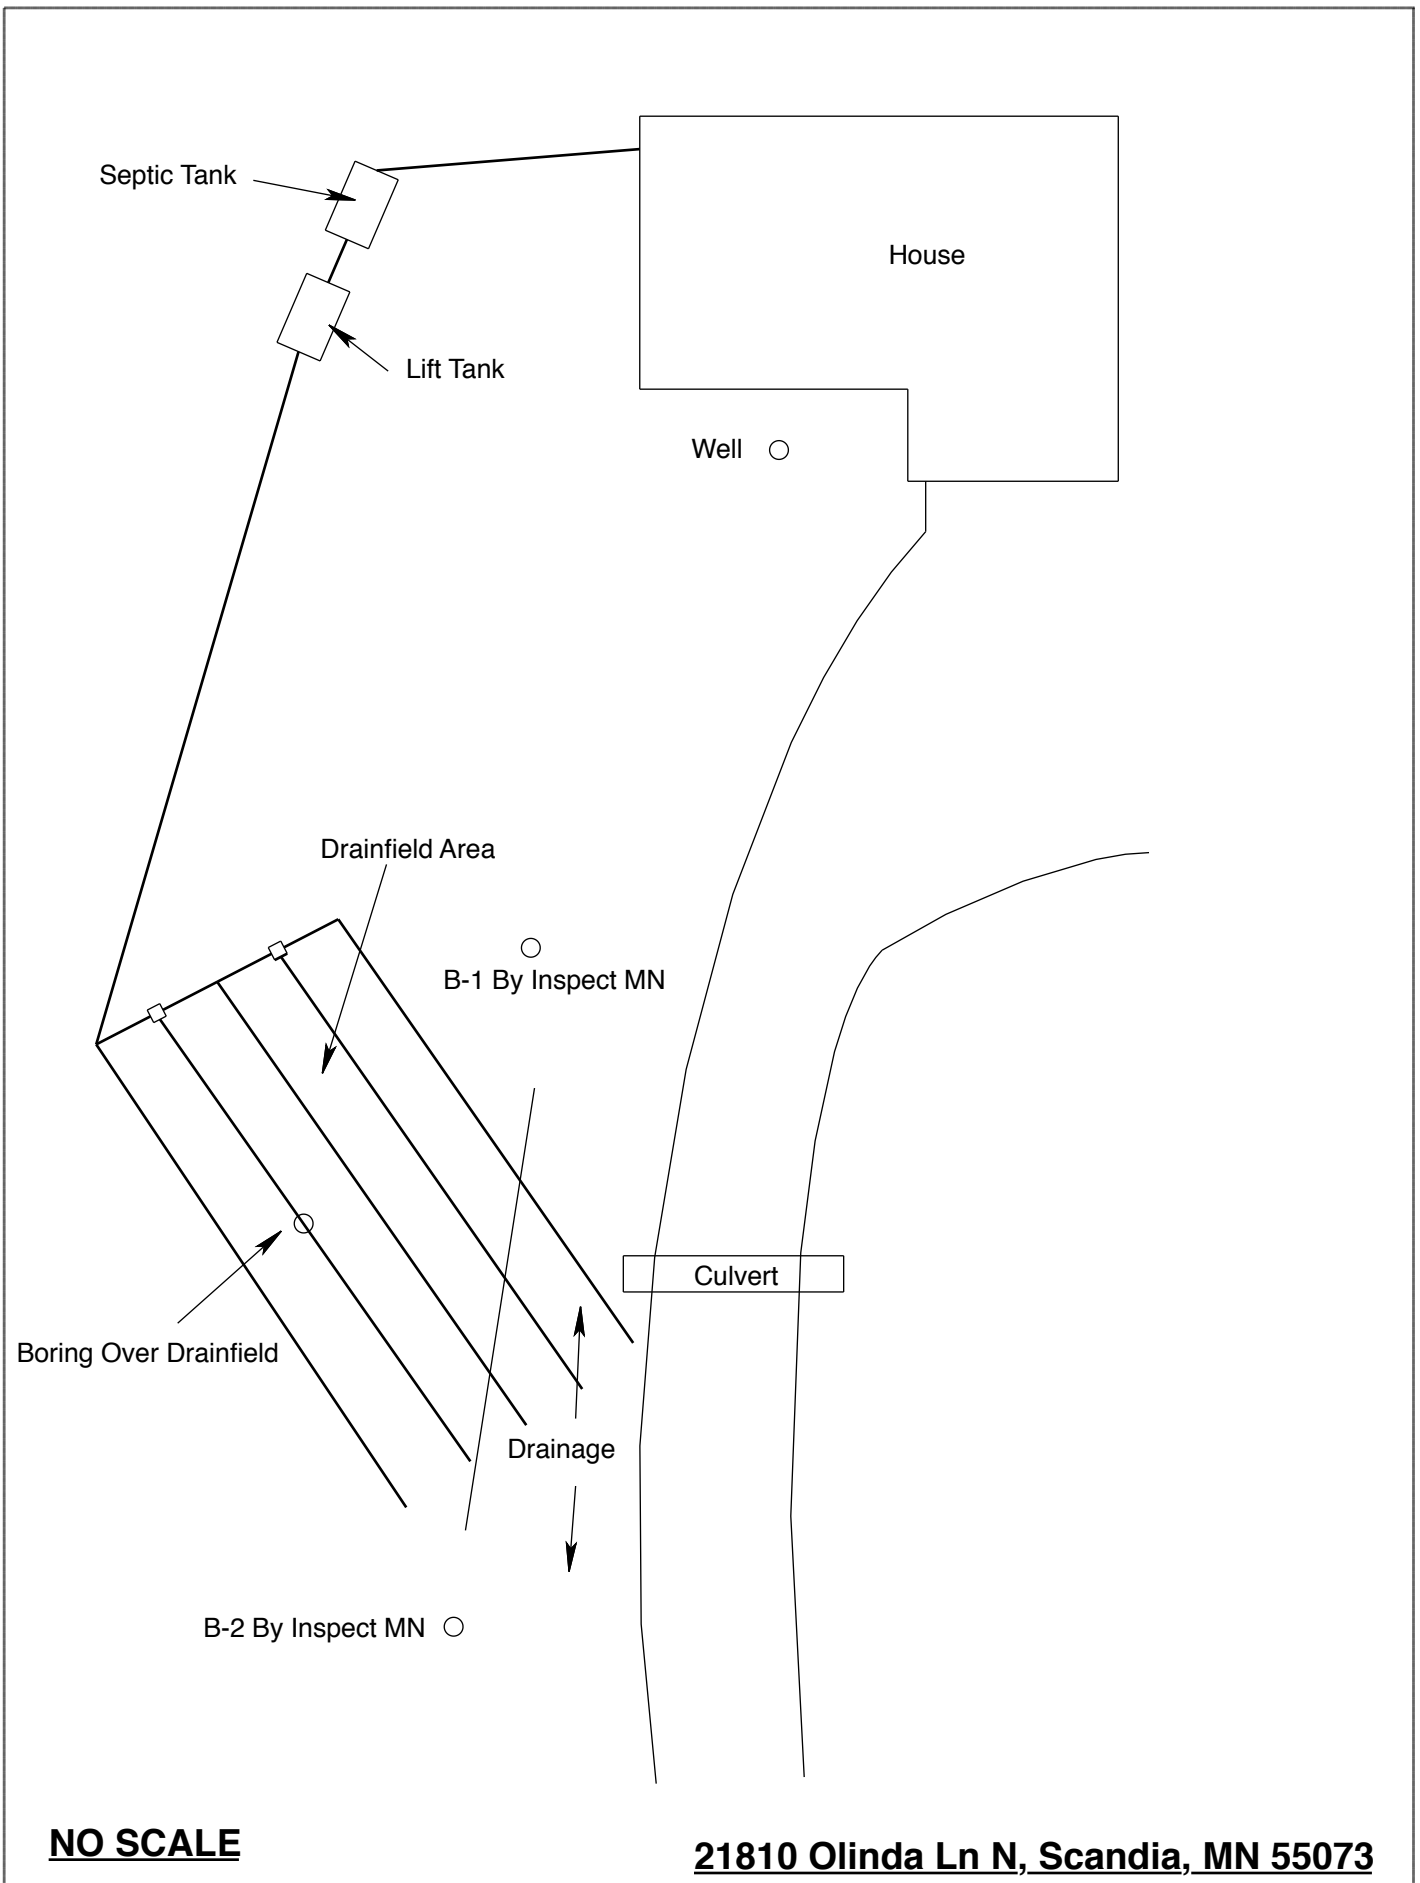 Septic Tank
House
Lift Tank
Well
Drainfield Area
B-1 By Inspect MN
Culvert
Boring Over Drainfield
Drainage
B-2 By Inspect MN
NO SCALE
21810 Olinda Ln N, Scandia, MN 55073